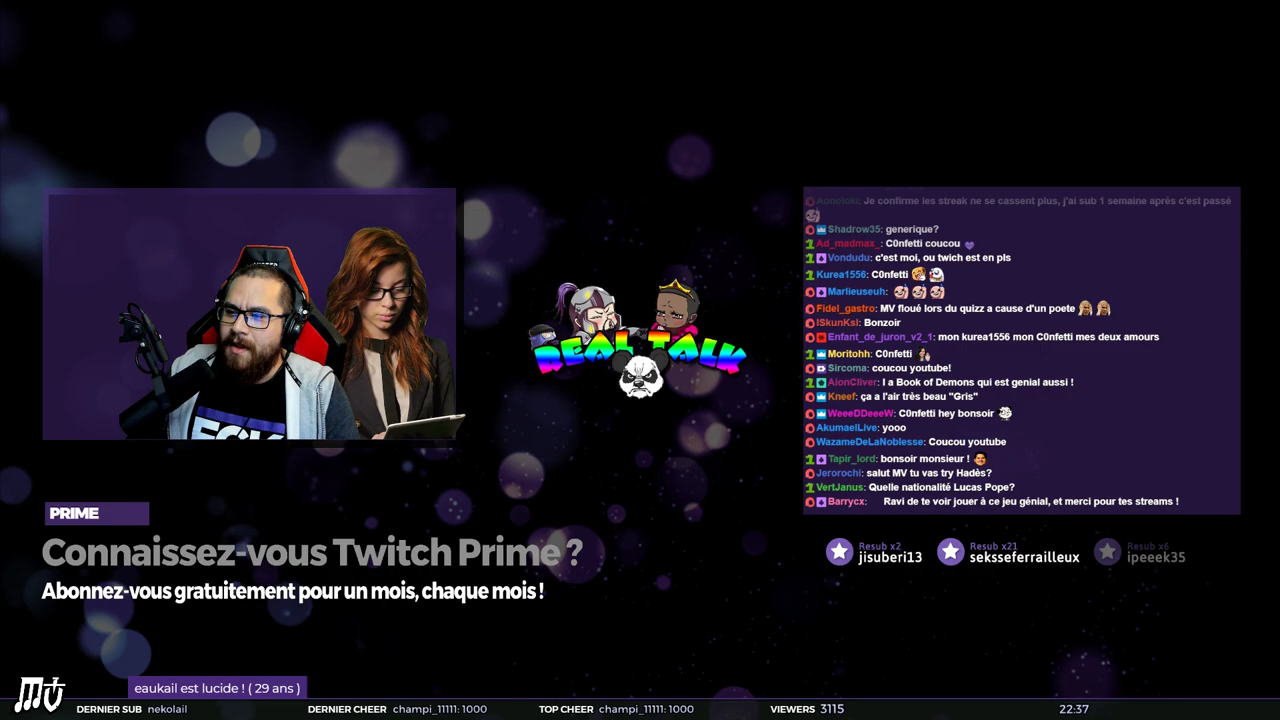 Aonoloki: Je confirme les streak ne se cassent plus, j'ai sub 1 semaine après c'est passé
Shadrow35: generique?
Ad_madmax_: C0nfetti coucou
Vondudu: c'est moi, ou twich est en pls
Kurea1556: C0nfetti
Marlieuseuh:
Fidel_gastro: MV floué lors du quizz a cause d'un poete
ISkunKsI: Bonzoir
Enfant_de_juron_v2_1: mon kurea1556 mon C0nfetti mes deux amours
Moritohh: C0nfetti
Sircoma: coucou youtube!
AionCliver: I a Book of Demons qui est genial aussi !
Kneef: ça a l'air très beau "Gris"
WeeeDDeeeW: C0nfetti hey bonsoir
AkumaelLive: yooo
WazameDeLaNoblesse: Coucou youtube
Tapir_lord: bonsoir monsieur !
Jerorochi: salut MV tu vas try Hadès?
VertJanus: Quelle nationalité Lucas Pope?
Barrycx: Ravi de te voir jouer à ce jeu génial, et merci pour tes streams !
REAL TALK
PRIME
Connaissez-vous Twitch Prime ?
Abonnez-vous gratuitement pour un mois, chaque mois !
Resub x2
jisuberi13
Resub x21
seksseferrailleux
Resub x6
ipeeek35
eaukail est lucide ! ( 29 ans )
MV
DERNIER SUB nekolail
DERNIER CHEER champi_11111: 1000
TOP CHEER champi_11111: 1000
VIEWERS 3115
22:37